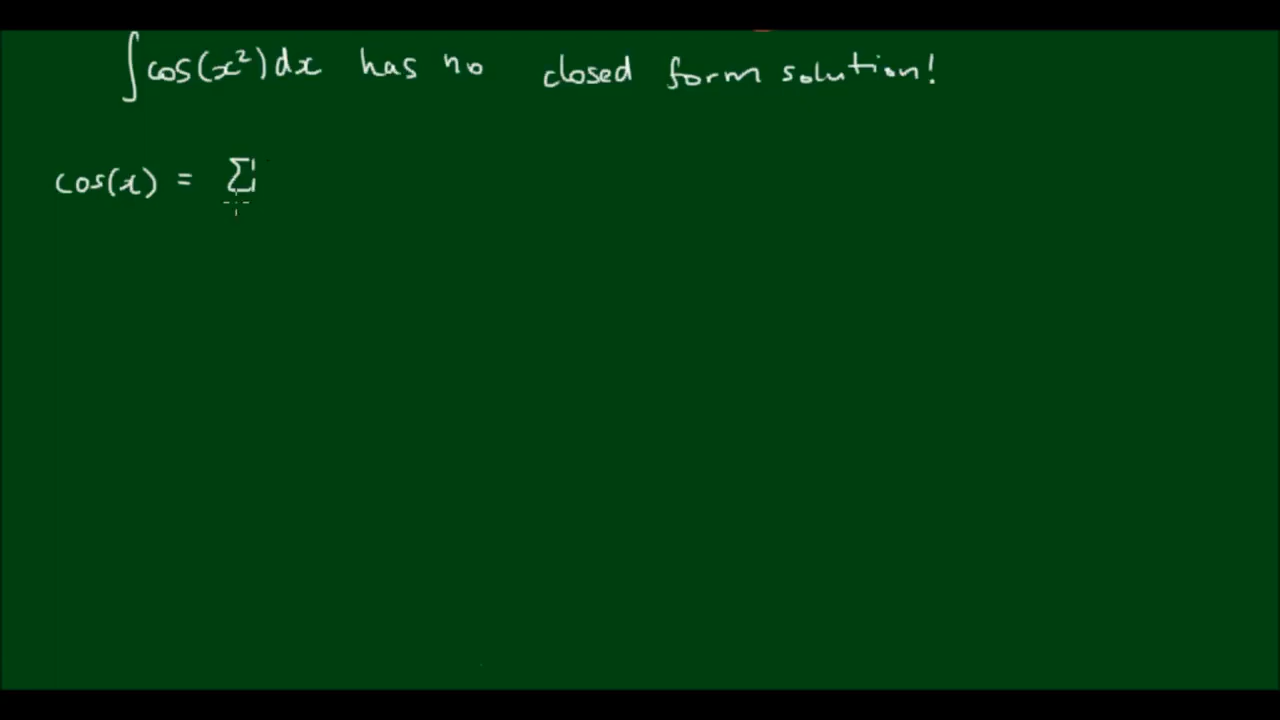 ∫cos(x²)dx has no closed form solution!
cos(x) = Σ